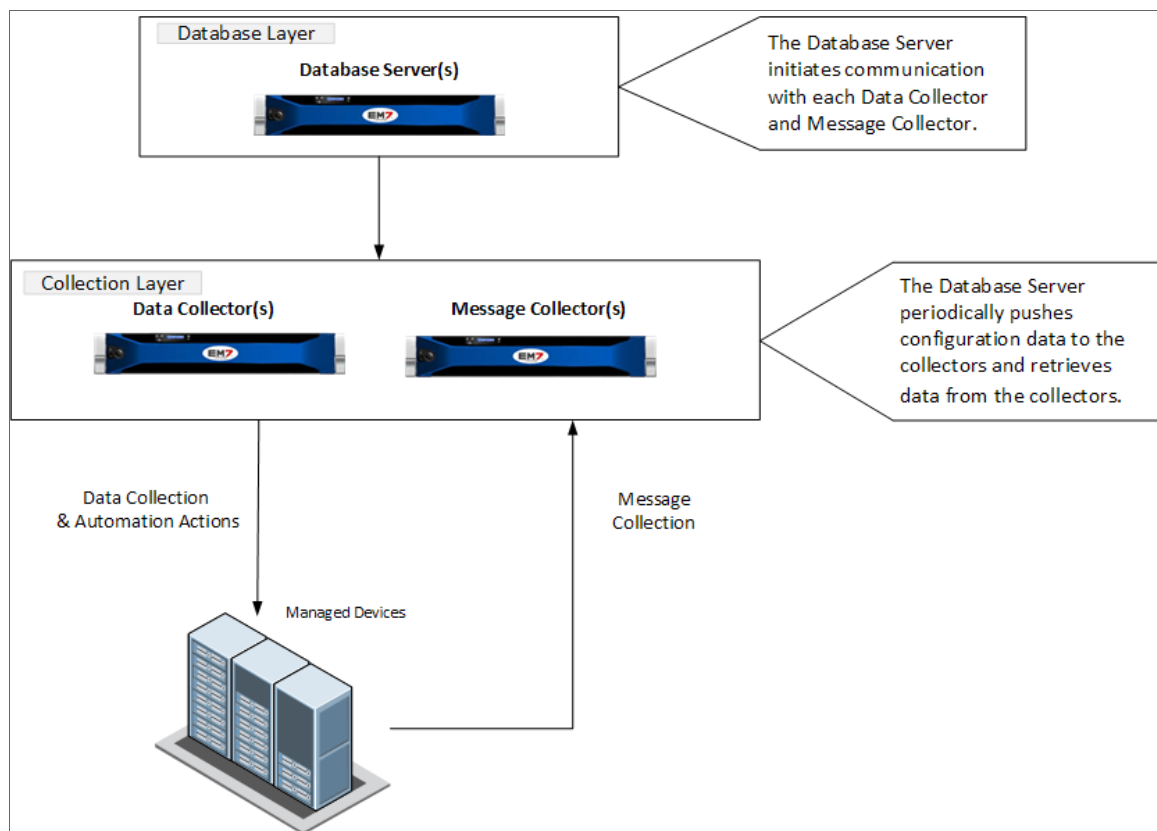 Database Layer
Database Server(s)
EM7
The Database Server
initiates communication
with each Data Collector
and Message Collector.
Collection Layer
Data Collector(s)
Message Collector(s)
EM7
EM7
The Database Server
periodically pushes
configuration data to the
collectors and retrieves
data from the collectors.
Data Collection
& Automation Actions
Message
Collection
Managed Devices